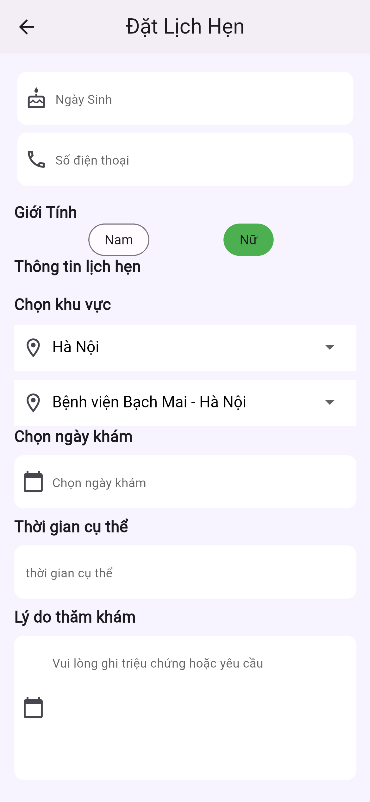 Đặt Lịch Hẹn
Ngày Sinh
Số điện thoại
Giới Tính
Nam Nữ
Thông tin lịch hẹn
Chọn khu vực
Hà Nội
Bệnh viện Bạch Mai - Hà Nội
Chọn ngày khám
Chọn ngày khám
Thời gian cụ thể
thời gian cụ thể
Lý do thăm khám
Vui lòng ghi triệu chứng hoặc yêu cầu